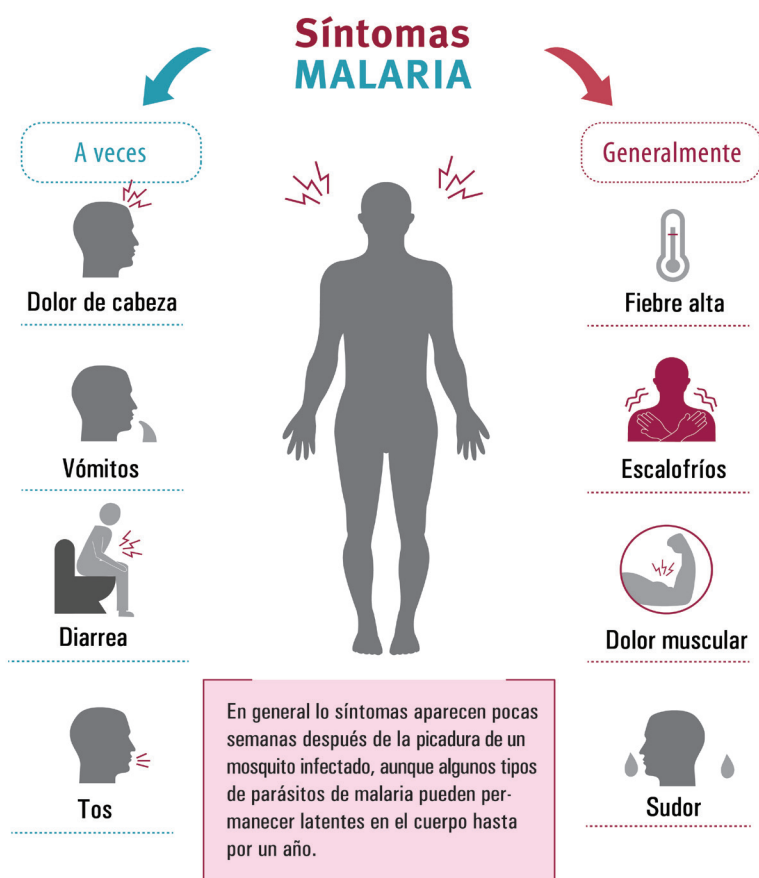 Síntomas
MALARIA
A veces
Dolor de cabeza
Vómitos
Diarrea
Tos
Generalmente
Fiebre alta
Escalofríos
Dolor muscular
Sudor
En general lo síntomas aparecen pocas
semanas después de la picadura de un
mosquito infectado, aunque algunos tipos
de parásitos de malaria pueden per-
manecer latentes en el cuerpo hasta
por un año.